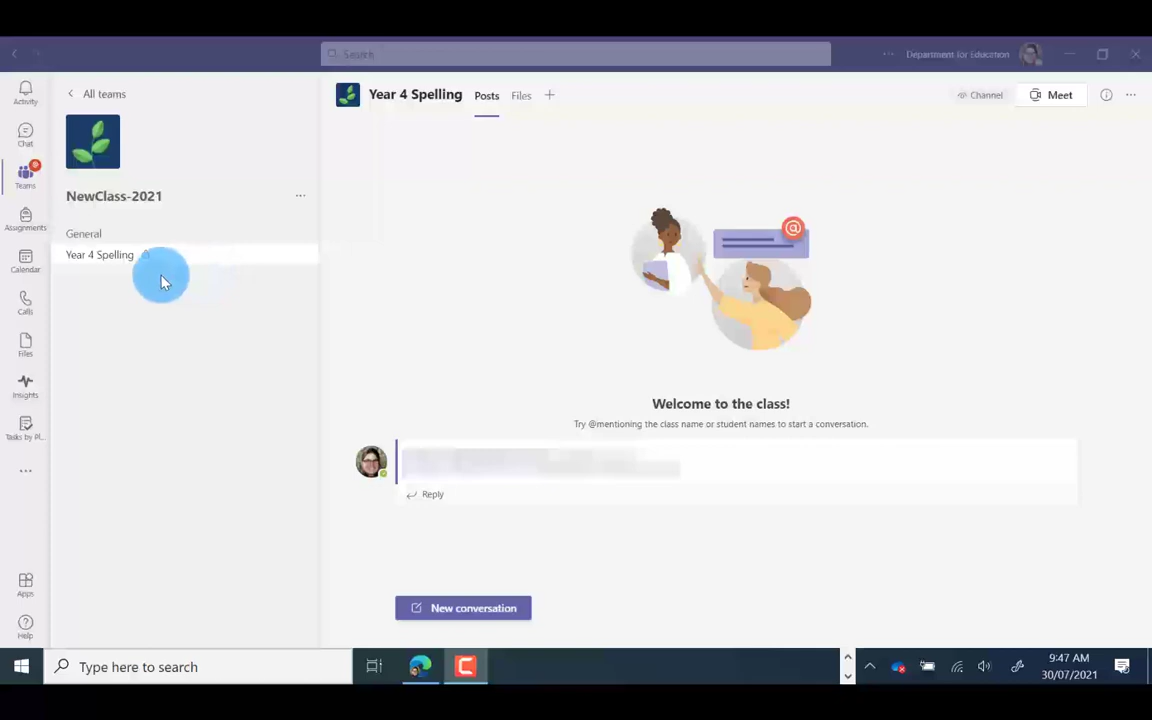 Search
Department for Education
Activity
Chat
Teams
Assignments
Calendar
Calls
Files
Insights
Tasks by Pl...
Apps
Help
All teams
NewClass-2021
General
Year 4 Spelling
Year 4 Spelling Posts Files
Channel Meet
@
Welcome to the class!
Try @mentioning the class name or student names to start a conversation.
Reply
New conversation
Type here to search
9:47 AM
30/07/2021